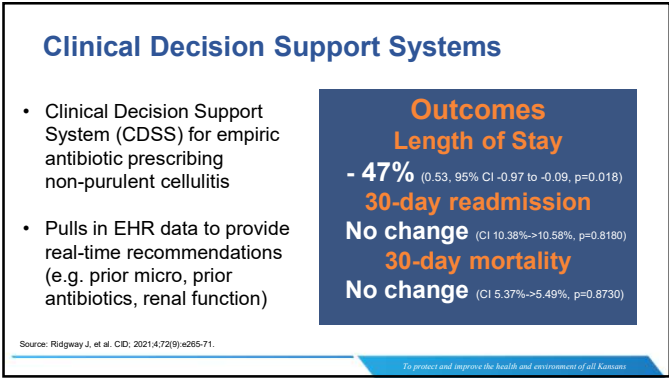 Clinical Decision Support Systems
• Clinical Decision Support
System (CDSS) for empiric
antibiotic prescribing
non-purulent cellulitis
• Pulls in EHR data to provide
real-time recommendations
(e.g. prior micro, prior
antibiotics, renal function)
Outcomes
Length of Stay
- 47% (0.53, 95% CI -0.97 to -0.09, p=0.018)
30-day readmission
No change (CI 10.38%->10.58%, p=0.8180)
30-day mortality
No change (CI 5.37%->5.49%, p=0.8730)
Source: Ridgway J, et al. CID; 2021;4;72(9):e265-71.
To protect and improve the health and environment of all Kansans